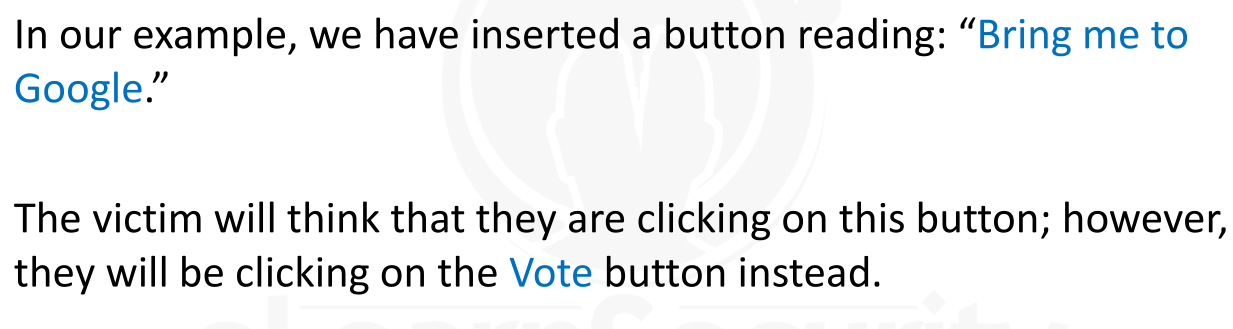 In our example, we have inserted a button reading: “Bring me to
Google.”
The victim will think that they are clicking on this button; however,
they will be clicking on the Vote button instead.
eLearnSecurity